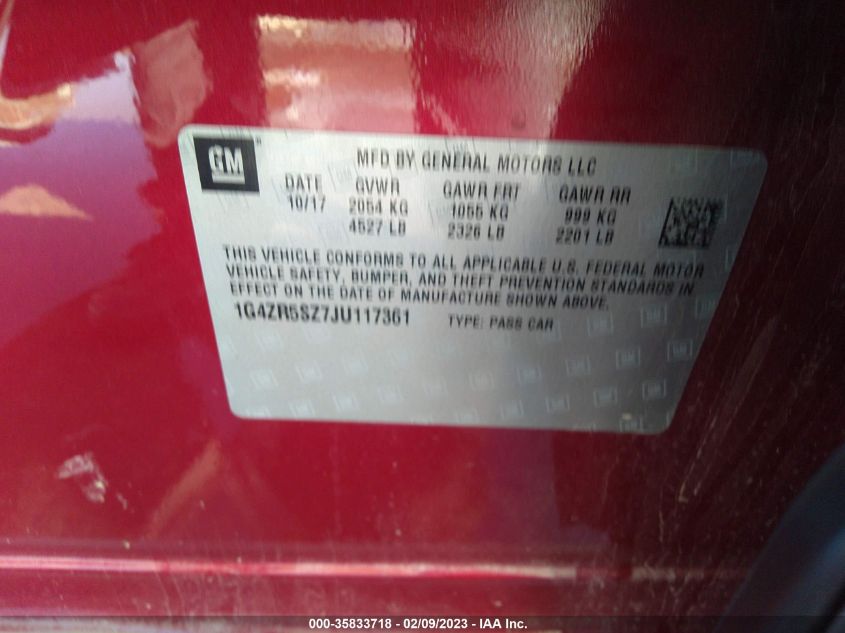 GM
MFD BY GENERAL MOTORS LLC
DATE GVWR GAWR FRT GAWR RR
10/17 2054 KG 1055 KG 999 KG
4527 LB 2326 LB 2201 LB
THIS VEHICLE CONFORMS TO ALL APPLICABLE U.S. FEDERAL MOTOR
VEHICLE SAFETY, BUMPER, AND THEFT PREVENTION STANDARDS IN
EFFECT ON THE DATE OF MANUFACTURE SHOWN ABOVE.
1G4ZR5SZ7JU117361 TYPE: PASS CAR
000-35833718 - 02/09/2023 - IAA Inc.